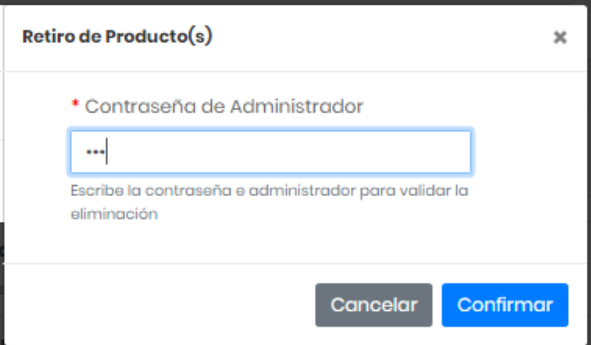 Retiro de Producto(s) ×
* Contraseña de Administrador
•••
Escribe la contraseña e administrador para validar la
eliminación
Cancelar Confirmar